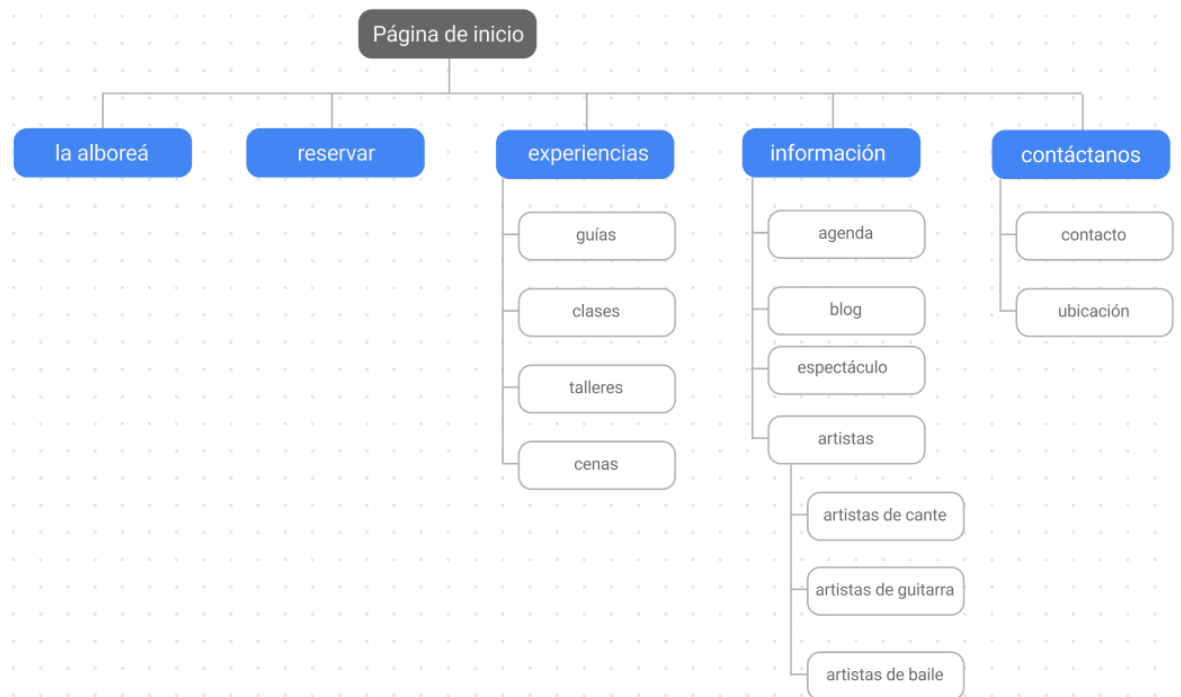 Página de inicio
la alboreá
reservar
experiencias
información
contáctanos
guías
clases
talleres
cenas
agenda
blog
espectáculo
artistas
artistas de cante
artistas de guitarra
artistas de baile
contacto
ubicación